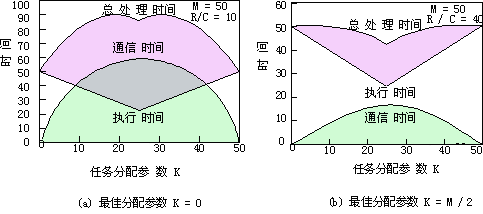 100
90
80
70
60
50
40
30
20
10
0
时 间
总 处 理 时 间
M = 50
R/C = 10
通信 时间
执行 时间
0 10 20 30 40 50
任务分配参 数 K
(a) 最佳分配参数 K = 0
60
50
40
30
20
10
0
时 间
M = 50
总 处理 时间
R / C = 40
执行 时间
通信 时间
0 10 20 30 40 50
任务分配参 数 K
(b) 最佳分配参数 K = M / 2